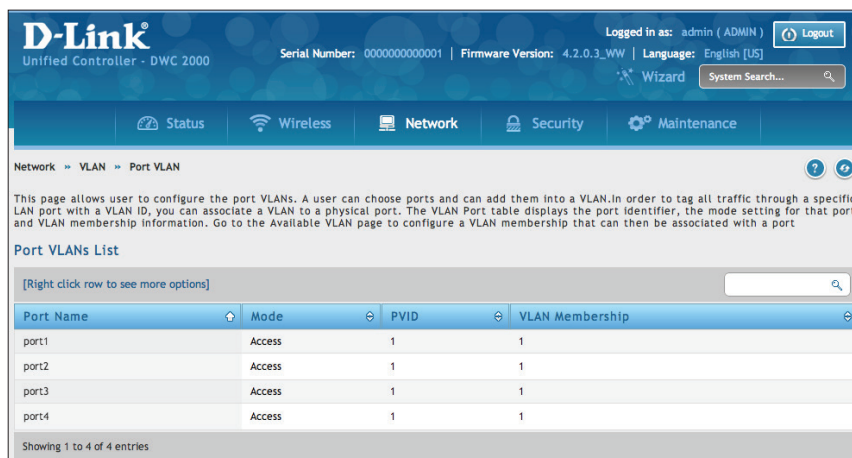 D-Link
Unified Controller - DWC 2000
Logged in as: admin ( ADMIN ) Logout
Serial Number: 0000000000001 | Firmware Version: 4.2.0.3_WW | Language: English [US]
Wizard System Search...
Status Wireless Network Security Maintenance
Network » VLAN » Port VLAN
This page allows user to configure the port VLANs. A user can choose ports and can add them into a VLAN.In order to tag all traffic through a specific
LAN port with a VLAN ID, you can associate a VLAN to a physical port. The VLAN Port table displays the port identifier, the mode setting for that port
and VLAN membership information. Go to the Available VLAN page to configure a VLAN membership that can then be associated with a port
Port VLANs List
[Right click row to see more options]
Port Name Mode PVID VLAN Membership
port1 Access 1 1
port2 Access 1 1
port3 Access 1 1
port4 Access 1 1
Showing 1 to 4 of 4 entries